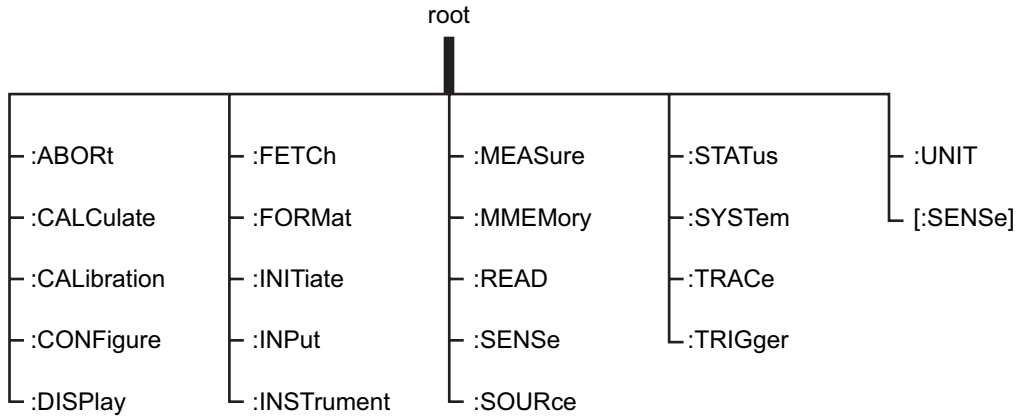 root
:ABORt
:CALCulate
:CALibration
:CONFigure
:DISPlay
:FETCh
:FORMat
:INITiate
:INPut
:INSTrument
:MEASure
:MMEMory
:READ
:SENSe
:SOURce
:STATus
:SYSTem
:TRACe
:TRIGger
:UNIT
[:SENSe]